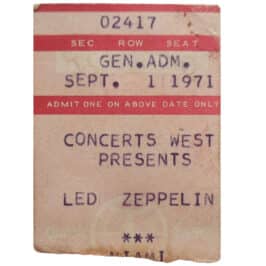 02417
SEC ROW SEAT
GEN.ADM.
SEPT. 1 1971
ADMIT ONE ON ABOVE DATE ONLY
CONCERTS WEST
PRESENTS
LED ZEPPELIN
***
MIAMI